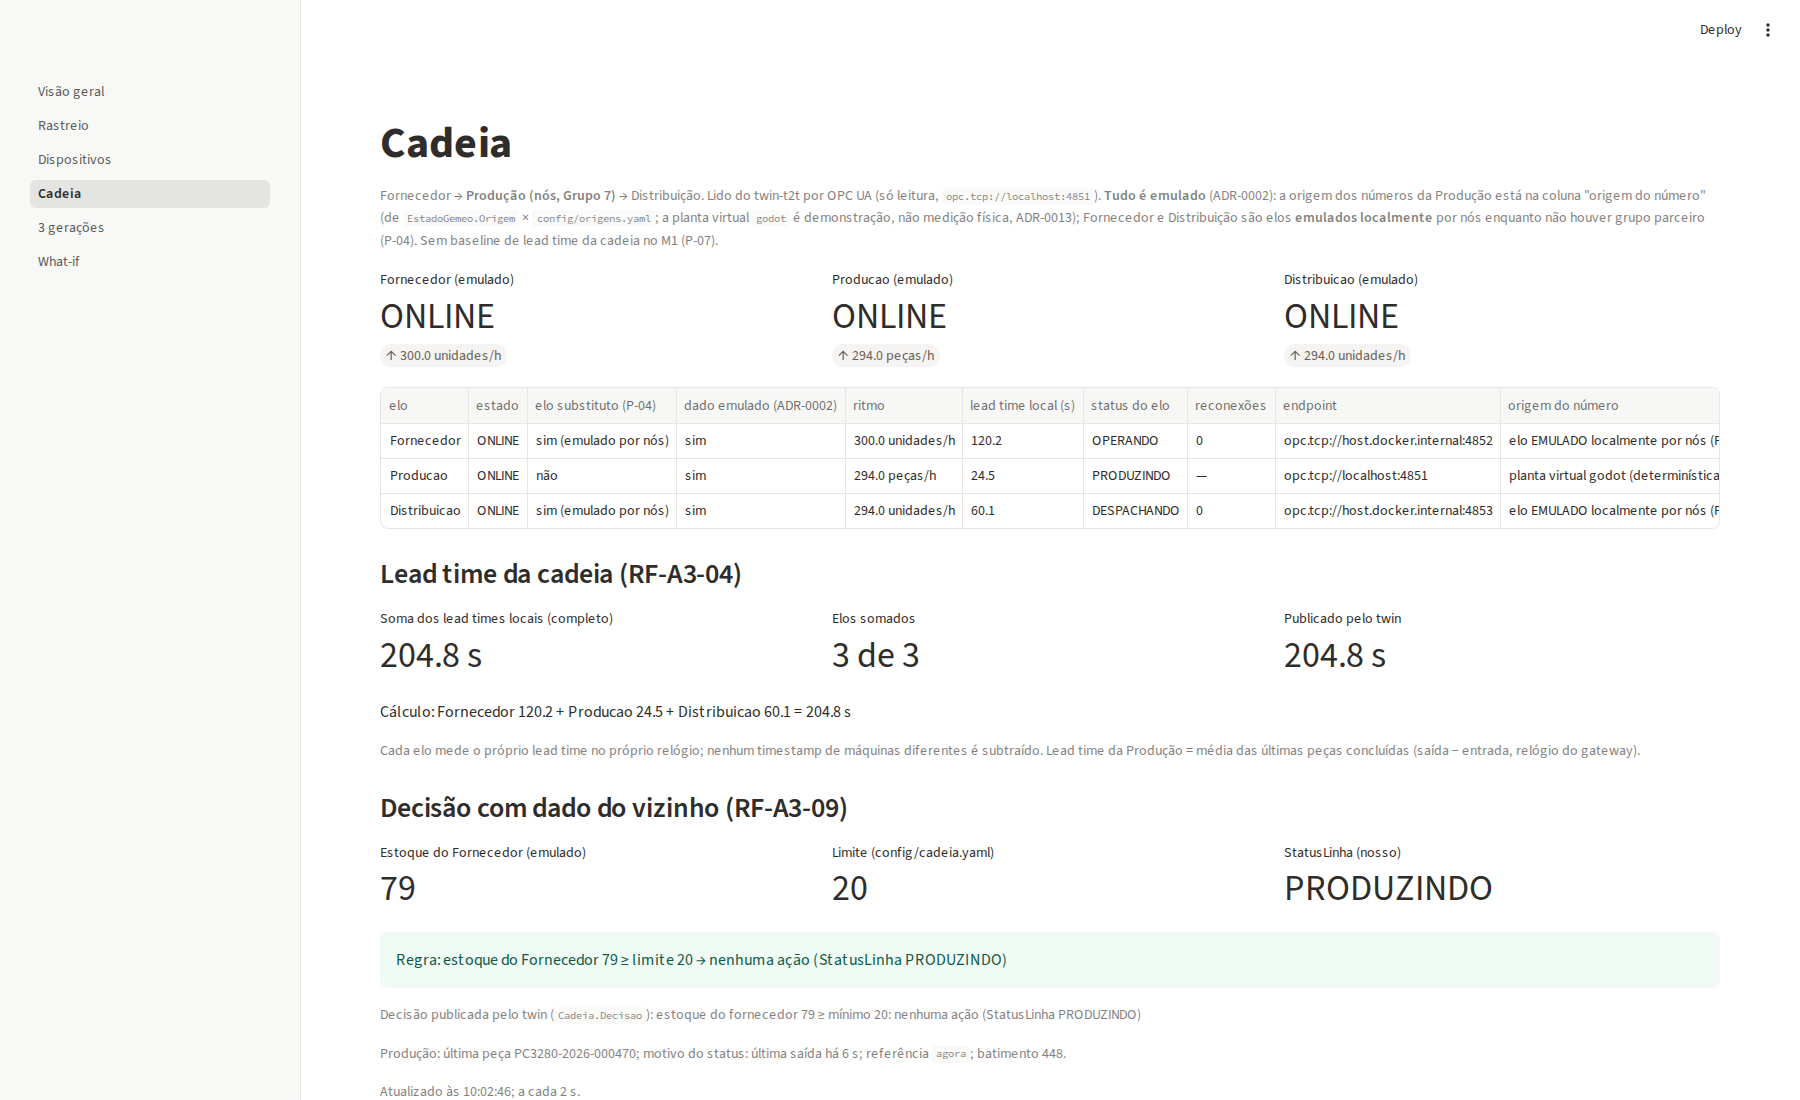 Deploy
Visão geral
Rastreio
Dispositivos
Cadeia
3 gerações
What-if
Cadeia
Fornecedor → Produção (nós, Grupo 7) → Distribuição. Lido do twin-t2t por OPC UA (só leitura, opc.tcp://localhost:4851 ). Tudo é emulado (ADR-0002): a origem dos números da Produção está na coluna "origem do número"
(de EstadoGemeo.Origem × config/origens.yaml ; a planta virtual godot é demonstração, não medição física, ADR-0013); Fornecedor e Distribuição são elos emulados localmente por nós enquanto não houver grupo parceiro
(P-04). Sem baseline de lead time da cadeia no M1 (P-07).
Fornecedor (emulado) Producao (emulado) Distribuicao (emulado)
ONLINE ONLINE ONLINE
↑ 300.0 unidades/h ↑ 294.0 peças/h ↑ 294.0 unidades/h
elo estado elo substituto (P-04) dado emulado (ADR-0002) ritmo lead time local (s) status do elo reconexões endpoint origem do número
Fornecedor ONLINE sim (emulado por nós) sim 300.0 unidades/h 120.2 OPERANDO 0 opc.tcp://host.docker.internal:4852 elo EMULADO localmente por nós (P
Producao ONLINE não sim 294.0 peças/h 24.5 PRODUZINDO — opc.tcp://localhost:4851 planta virtual godot (determinística
Distribuicao ONLINE sim (emulado por nós) sim 294.0 unidades/h 60.1 DESPACHANDO 0 opc.tcp://host.docker.internal:4853 elo EMULADO localmente por nós (P
Lead time da cadeia (RF-A3-04)
Soma dos lead times locais (completo) Elos somados Publicado pelo twin
204.8 s 3 de 3 204.8 s
Cálculo: Fornecedor 120.2 + Producao 24.5 + Distribuicao 60.1 = 204.8 s
Cada elo mede o próprio lead time no próprio relógio; nenhum timestamp de máquinas diferentes é subtraído. Lead time da Produção = média das últimas peças concluídas (saída − entrada, relógio do gateway).
Decisão com dado do vizinho (RF-A3-09)
Estoque do Fornecedor (emulado) Limite (config/cadeia.yaml) StatusLinha (nosso)
79 20 PRODUZINDO
Regra: estoque do Fornecedor 79 ≥ limite 20 → nenhuma ação (StatusLinha PRODUZINDO)
Decisão publicada pelo twin ( Cadeia.Decisao ): estoque do fornecedor 79 ≥ mínimo 20: nenhuma ação (StatusLinha PRODUZINDO)
Produção: última peça PC3280-2026-000470; motivo do status: última saída há 6 s; referência agora ; batimento 448.
Atualizado às 10:02:46; a cada 2 s.